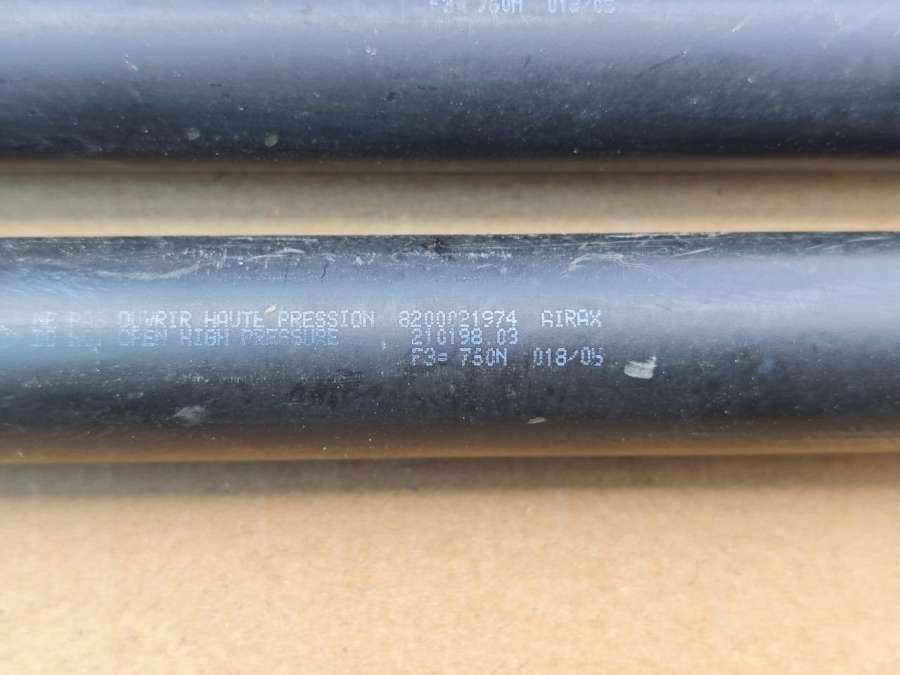 F3= 760N 018/05
NE PAS OUVRIR HAUTE PRESSION 8200021974 AIRAX
DO NOT OPEN HIGH PRESSURE 210198.03
F3= 760N 018/05